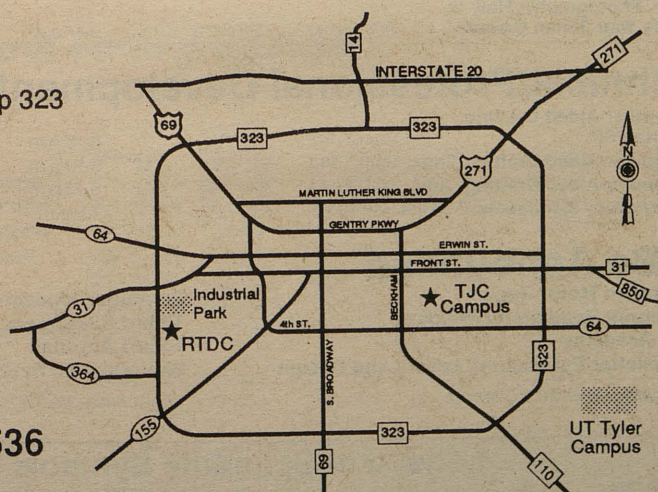 14
271
INTERSTATE 20
p 323
69
323
323
271
N
MARTIN LUTHER KING BLVD
GENTRY PKWY
64
ERWIN ST.
FRONT ST.
31
850
31
Industrial
Park
BECKHAM
TJC
Campus
RTDC
4th ST.
64
364
S. BROADWAY
323
155
323
UT Tyler
Campus
536
69
110